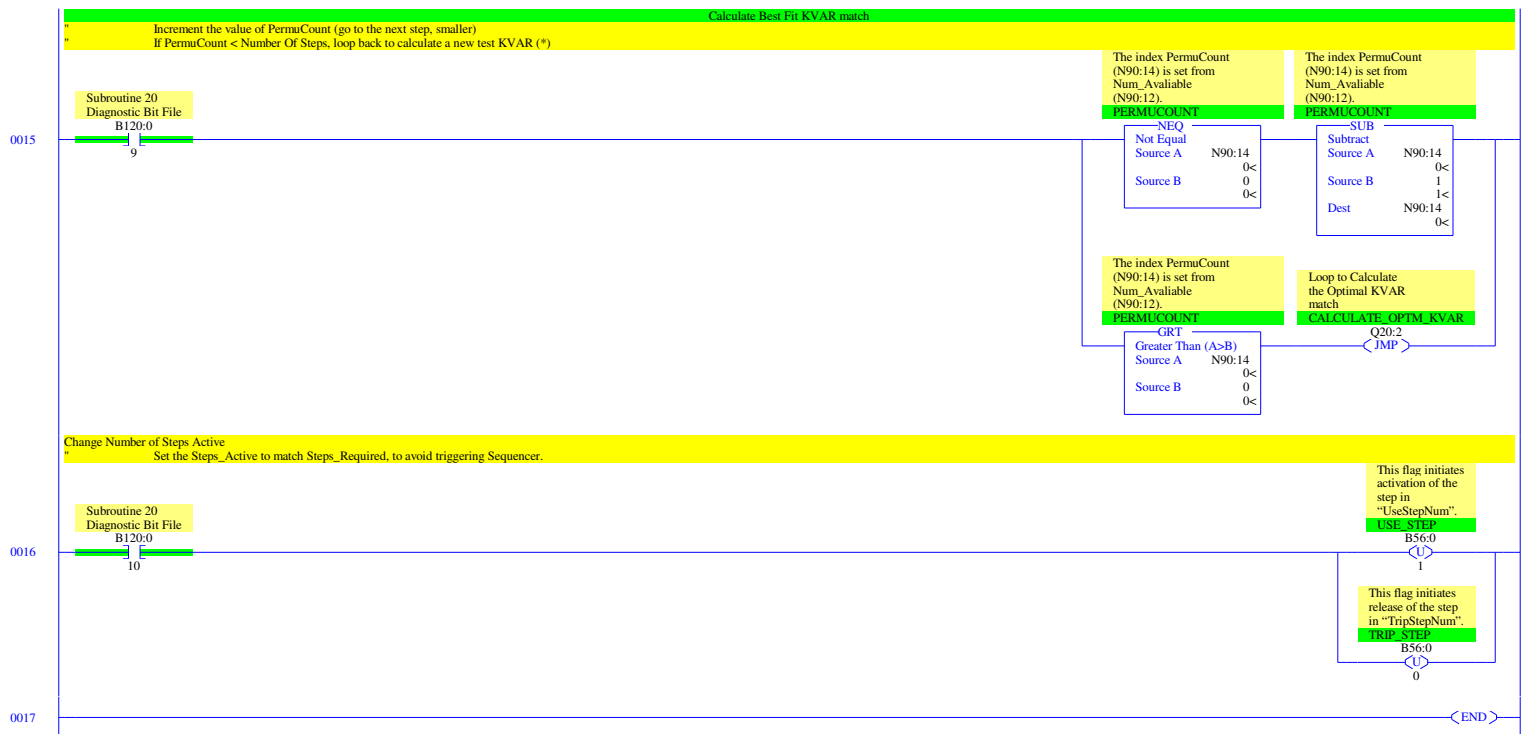 Calculate Best Fit KVAR match
" Increment the value of PermuCount (go to the next step, smaller)
" If PermuCount < Number Of Steps, loop back to calculate a new test KVAR (*)
The index PermuCount
(N90:14) is set from
Num_Avaliable
(N90:12).
PERMUCOUNT
The index PermuCount
(N90:14) is set from
Num_Avaliable
(N90:12).
PERMUCOUNT
Subroutine 20
Diagnostic Bit File
B120:0
0015
9
NEQ
Not Equal
Source A N90:14
0<
Source B 0
0<
SUB
Subtract
Source A N90:14
0<
Source B 1
1<
Dest N90:14
0<
The index PermuCount
(N90:14) is set from
Num_Avaliable
(N90:12).
PERMUCOUNT
Loop to Calculate
the Optimal KVAR
match
CALCULATE_OPTM_KVAR
Q20:2
JMP
GRT
Greater Than (A>B)
Source A N90:14
0<
Source B 0
0<
Change Number of Steps Active
" Set the Steps_Active to match Steps_Required, to avoid triggering Sequencer.
This flag initiates
activation of the
step in
“UseStepNum”.
USE_STEP
B56:0
U
1
Subroutine 20
Diagnostic Bit File
B120:0
0016
10
This flag initiates
release of the step
in “TripStepNum”.
TRIP_STEP
B56:0
U
0
0017
END